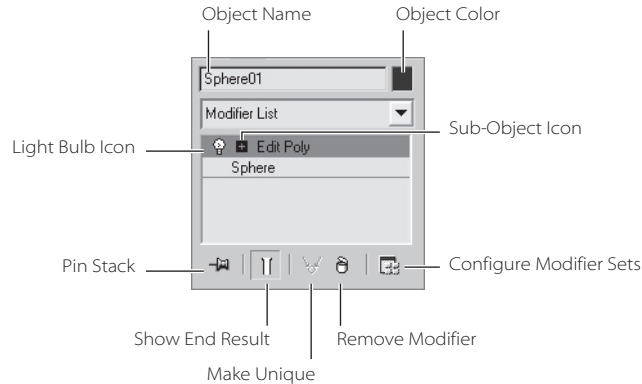 Object Name
Object Color
Sphere01
Modifier List
Sub-Object Icon
Light Bulb Icon
Edit Poly
Sphere
Pin Stack
Configure Modifier Sets
Show End Result
Remove Modifier
Make Unique